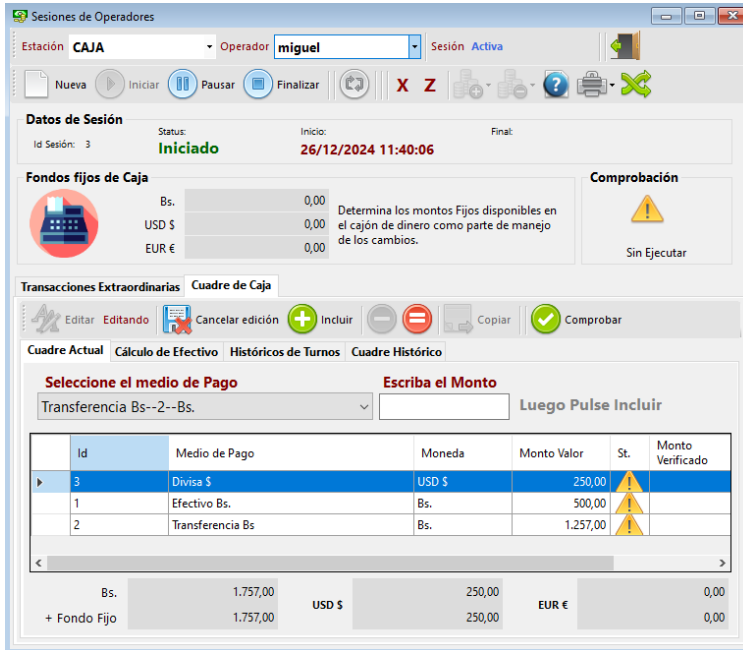 Sesiones de Operadores
Estación CAJA Operador miguel Sesión Activa
Nueva Iniciar Pausar Finalizar X Z
Datos de Sesión
Id Sesión: 3 Status: Inicio: Final:
Iniciado 26/12/2024 11:40:06
Fondos fijos de Caja Comprobación
Bs. 0,00
USD $ 0,00
EUR € 0,00
Determina los montos Fijos disponibles en
el cajón de dinero como parte de manejo
de los cambios.
Sin Ejecutar
Transacciones Extraordinarias Cuadre de Caja
Editar Editando Cancelar edición Incluir Copiar Comprobar
Cuadre Actual Cálculo de Efectivo Históricos de Turnos Cuadre Histórico
Seleccione el medio de Pago Escriba el Monto
Transferencia Bs--2--Bs. Luego Pulse Incluir
Id Medio de Pago Moneda Monto Valor St. Monto Verificado
3 Divisa $ USD $ 250,00
1 Efectivo Bs. Bs. 500,00
2 Transferencia Bs Bs. 1.257,00
Bs. 1.757,00 USD $ 250,00 EUR € 0,00
+ Fondo Fijo 1.757,00 250,00 0,00